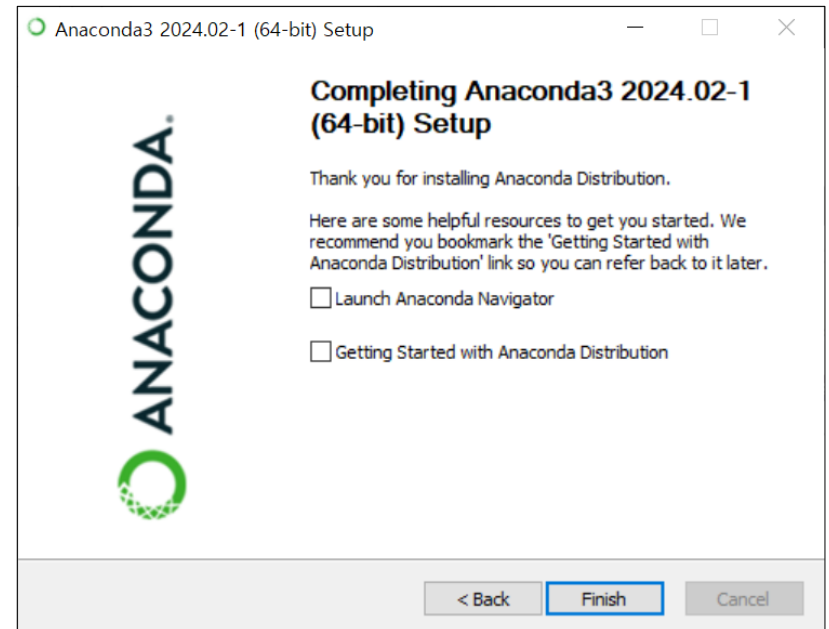 Anaconda3 2024.02-1 (64-bit) Setup
ANACONDA.
Completing Anaconda3 2024.02-1
(64-bit) Setup
Thank you for installing Anaconda Distribution.
Here are some helpful resources to get you started. We
recommend you bookmark the 'Getting Started with
Anaconda Distribution' link so you can refer back to it later.
Launch Anaconda Navigator
Getting Started with Anaconda Distribution
< Back
Finish
Cancel